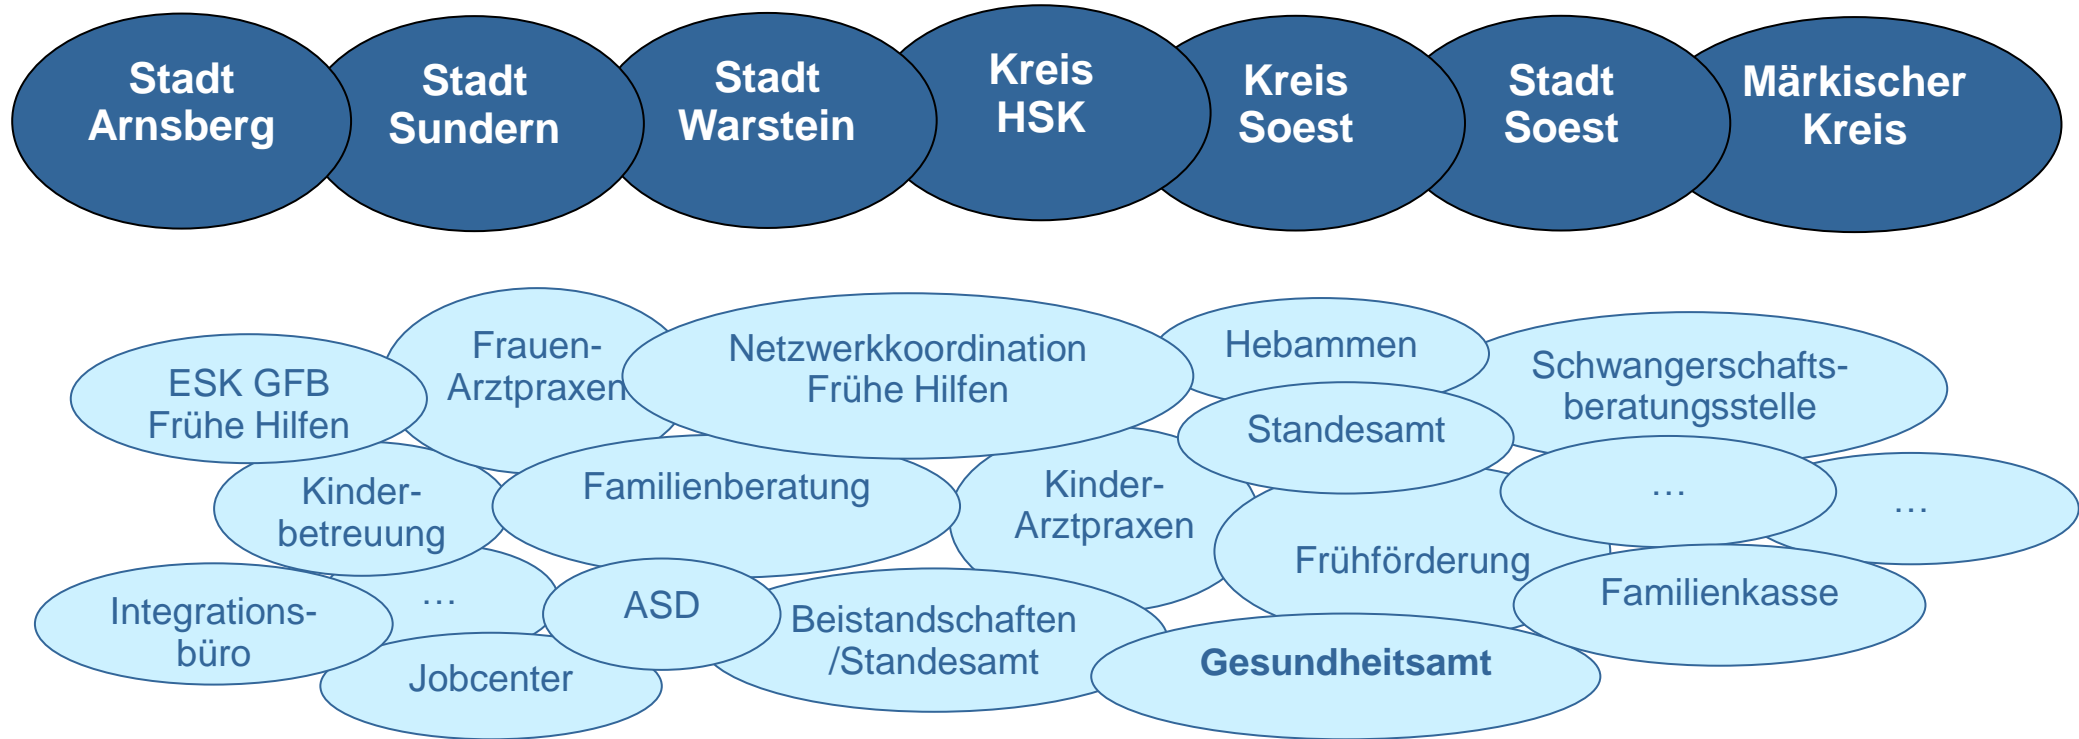 Stadt
Arnsberg
Stadt
Sundern
Stadt
Warstein
Kreis
HSK
Kreis
Soest
Stadt
Soest
Märkischer
Kreis
ESK GFB
Frühe Hilfen
Frauen-
Arztpraxen
Netzwerkkoordination
Frühe Hilfen
Hebammen
Schwangerschafts-
beratungsstelle
Standesamt
Kinder-
betreuung
Familienberatung
Kinder-
Arztpraxen
…
…
Frühförderung
Integrations-
büro
…
ASD
Beistandschaften
/Standesamt
Familienkasse
Jobcenter
Gesundheitsamt